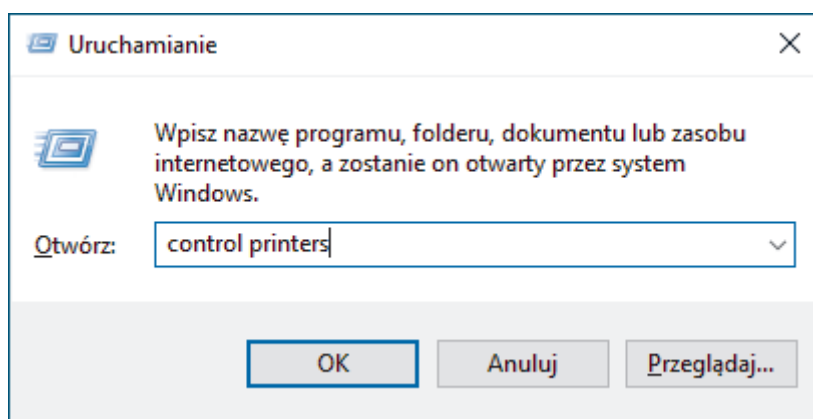 Uruchamianie
Wpisz nazwę programu, folderu, dokumentu lub zasobu
internetowego, a zostanie on otwarty przez system
Windows.
Otwórz: control printers
OK Anuluj Przeglądaj...